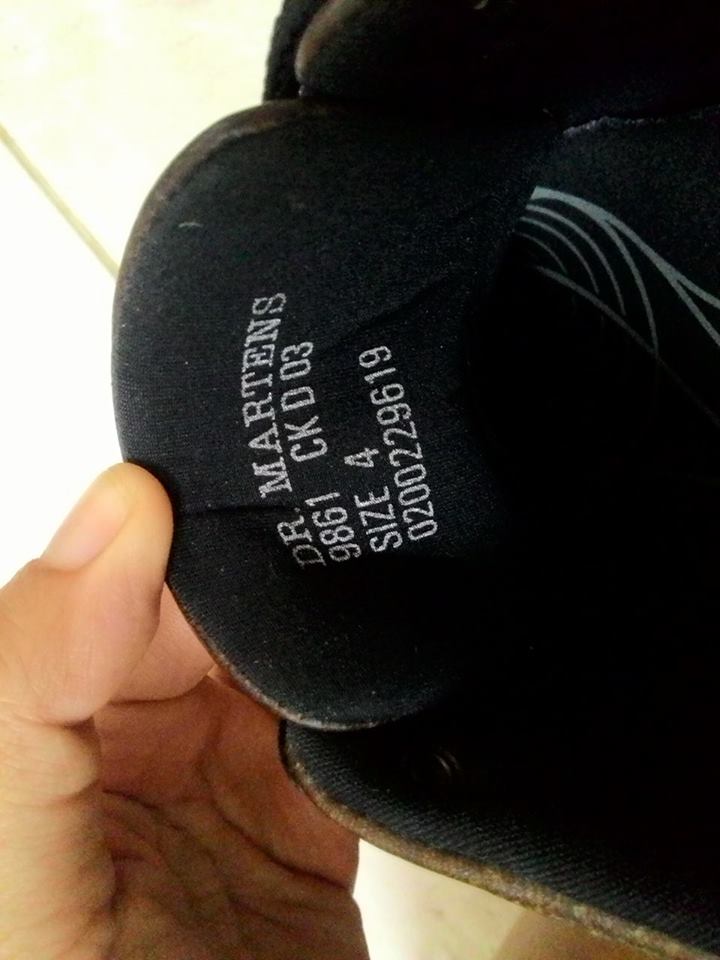 DR. MARTENS
9861 CK D 03
SIZE 4
0200229619